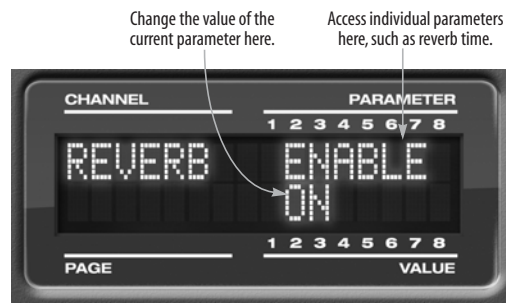 Change the value of the
current parameter here.
Access individual parameters
here, such as reverb time.
CHANNEL
PARAMETER
1 2 3 4 5 6 7 8
REVERB
ENABLE
ON
1 2 3 4 5 6 7 8
PAGE
VALUE